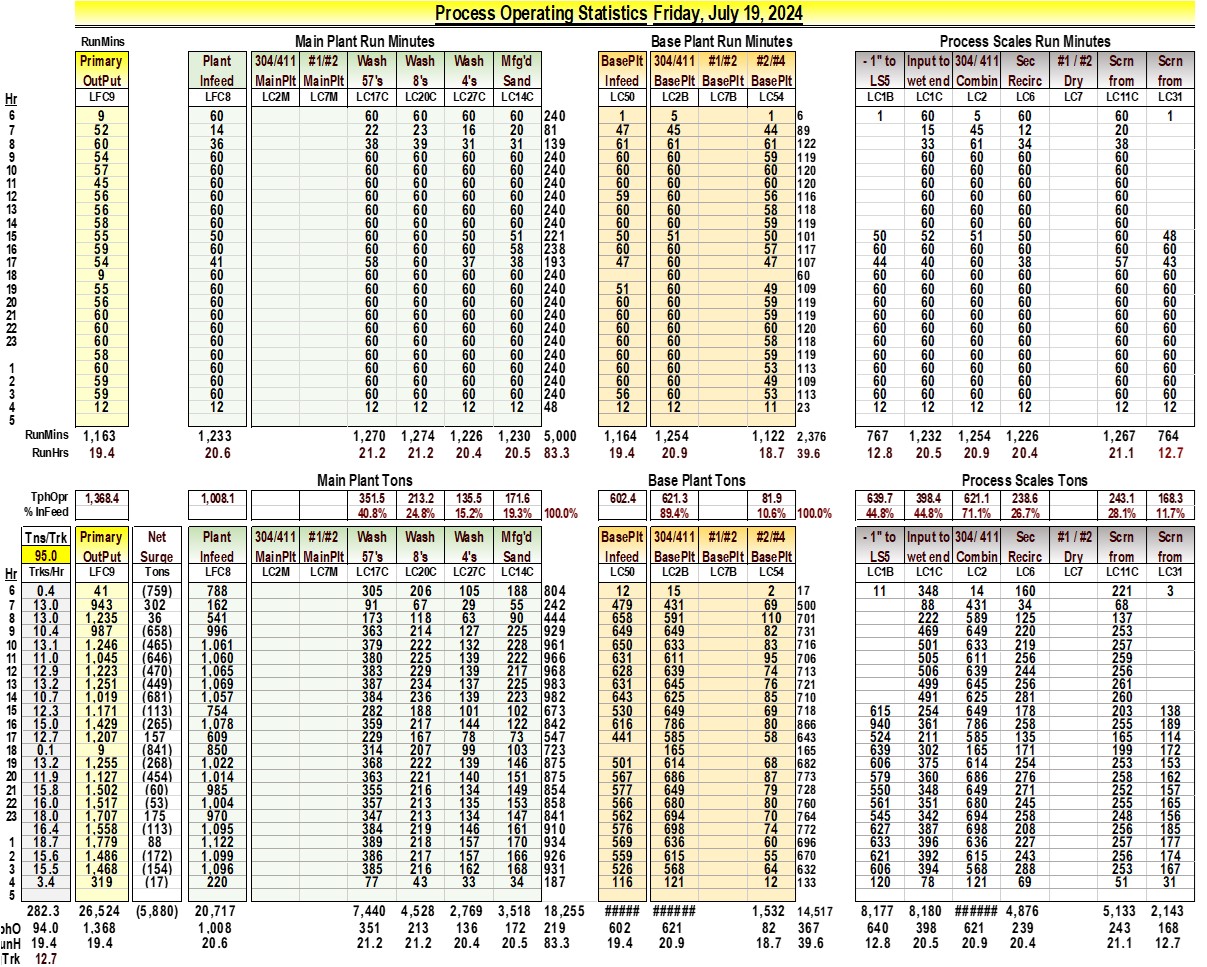 Process Operating Statistics Friday, July 19, 2024
RunMins Main Plant Run Minutes Base Plant Run Minutes Process Scales Run Minutes
Primary Plant 304/411 #1/#2 Wash Wash Wash Mfg'd BasePlt 304/411 #1/#2 #2/#4 - 1" to Input to 304/ 411 Sec #1 / #2 Scrn Scrn
OutPut Infeed MainPlt MainPlt 57's 8's 4's Sand Infeed BasePlt BasePlt BasePlt LS5 wet end Combin Recirc Dry from from
Hr LFC9 LFC8 LC2M LC7M LC17C LC20C LC27C LC14C LC50 LC2B LC7B LC54 LC1B LC1C LC2 LC6 LC7 LC11C LC31
6 9 60 60 60 60 60 240 1 5 1 6 1 60 5 60 60 1
7 52 14 22 23 16 20 81 47 45 44 89 15 45 12 20
8 60 36 38 39 31 31 139 61 61 61 122 33 61 34 38
9 54 60 60 60 60 60 240 60 60 59 119 60 60 60 60
10 57 60 60 60 60 60 240 60 60 60 120 60 60 60 60
11 45 60 60 60 60 60 240 60 60 60 120 60 60 60 60
12 56 60 60 60 60 60 240 59 60 56 116 60 60 60 60
13 56 60 60 60 60 60 240 60 60 58 118 60 60 60 60
14 58 60 60 60 60 60 240 60 60 59 119 60 60 60 60
15 55 50 60 60 50 51 221 50 51 50 101 50 52 51 50 60 48
16 59 60 60 60 60 58 238 60 60 57 117 60 60 60 60 60 60
17 54 41 58 60 37 38 193 47 60 47 107 44 40 60 38 57 43
18 9 60 60 60 60 60 240 60 60 60 60 60 60 60 60
19 55 60 60 60 60 60 240 51 60 49 109 60 60 60 60 60 60
20 56 60 60 60 60 60 240 60 60 59 119 60 60 60 60 60 60
21 60 60 60 60 60 60 240 60 60 59 119 60 60 60 60 60 60
22 60 60 60 60 60 60 240 60 60 60 120 60 60 60 60 60 60
23 60 60 60 60 60 60 240 60 60 58 118 60 60 60 60 60 60
58 60 60 60 60 60 240 60 60 59 119 60 60 60 60 60 60
1 60 60 60 60 60 60 240 60 60 53 113 60 60 60 60 60 60
2 59 60 60 60 60 60 240 60 60 49 109 60 60 60 60 60 60
3 59 60 60 60 60 60 240 56 60 53 113 60 60 60 60 60 60
4 12 12 12 12 12 12 48 12 12 11 23 12 12 12 12 12 12
5
RunMins 1,163 1,233 1,270 1,274 1,226 1,230 5,000 1,164 1,254 1,122 2,376 767 1,232 1,254 1,226 1,267 764
RunHrs 19.4 20.6 21.2 21.2 20.4 20.5 83.3 19.4 20.9 18.7 39.6 12.8 20.5 20.9 20.4 21.1 12.7
Main Plant Tons Base Plant Tons Process Scales Tons
TphOpr 1,368.4 1,008.1 351.5 213.2 135.5 171.6 602.4 621.3 81.9 639.7 398.4 621.1 238.6 243.1 168.3
% InFeed 40.8% 24.8% 15.2% 19.3% 100.0% 89.4% 10.6% 100.0% 44.8% 44.8% 71.1% 26.7% 28.1% 11.7%
Tns/Trk Primary Net Plant 304/411 #1/#2 Wash Wash Wash Mfg'd BasePlt 304/411 #1/#2 #2/#4 - 1" to Input to 304/ 411 Sec #1 / #2 Scrn Scrn
95.0 OutPut Surge Infeed MainPlt MainPlt 57's 8's 4's Sand Infeed BasePlt BasePlt BasePlt LS5 wet end Combin Recirc Dry from from
Hr Trks/Hr LFC9 Tons LFC8 LC2M LC7M LC17C LC20C LC27C LC14C LC50 LC2B LC7B LC54 LC1B LC1C LC2 LC6 LC7 LC11C LC31
6 0.4 41 (759) 788 305 206 105 188 804 12 15 2 17 11 348 14 160 221 3
7 13.0 943 302 162 91 67 29 55 242 479 431 69 500 88 431 34 68
8 13.0 1,235 36 541 173 118 63 90 444 658 591 110 701 222 589 125 137
9 10.4 987 (658) 996 363 214 127 225 929 649 649 82 731 469 649 220 253
10 13.1 1,246 (465) 1,061 379 222 132 228 961 650 633 83 716 501 633 219 257
11 11.0 1,045 (646) 1,060 380 225 139 222 966 631 611 95 706 505 611 256 259
12 12.9 1,223 (470) 1,065 383 229 139 217 968 628 639 74 713 506 639 244 256
13 13.2 1,251 (449) 1,069 387 234 137 225 983 631 645 76 721 499 645 256 261
14 10.7 1,019 (681) 1,057 384 236 139 223 982 643 625 85 710 491 625 281 260
15 12.3 1,171 (113) 754 282 188 101 102 673 530 649 69 718 615 254 649 178 203 138
16 15.0 1,429 (265) 1,078 359 217 144 122 842 616 786 80 866 940 361 786 258 255 189
17 12.7 1,207 157 609 229 167 78 73 547 441 585 58 643 524 211 585 135 165 114
18 0.1 9 (841) 850 314 207 99 103 723 165 165 639 302 165 171 199 172
19 13.2 1,255 (268) 1,022 368 222 139 146 875 501 614 68 682 606 375 614 254 253 153
20 11.9 1,127 (454) 1,014 363 221 140 151 875 567 686 87 773 579 360 686 276 258 162
21 15.8 1,502 (60) 985 355 216 134 149 854 577 649 79 728 550 348 649 271 252 157
22 16.0 1,517 (53) 1,004 357 213 135 153 858 566 680 80 760 561 351 680 245 255 165
23 18.0 1,707 175 970 347 213 134 147 841 562 694 70 764 545 342 694 258 248 156
16.4 1,558 (113) 1,095 384 219 146 161 910 576 698 74 772 627 387 698 208 256 185
1 18.7 1,779 88 1,122 389 218 157 170 934 569 636 60 696 633 396 636 227 257 177
2 15.6 1,486 (172) 1,099 386 217 157 166 926 559 615 55 670 621 392 615 243 256 174
3 15.5 1,468 (154) 1,096 385 216 162 168 931 526 568 64 632 606 394 568 288 253 167
4 3.4 319 (17) 220 77 43 33 34 187 116 121 12 133 120 78 121 69 51 31
5
282.3 26,524 (5,880) 20,717 7,440 4,528 2,769 3,518 18,255 ##### ###### 1,532 14,517 8,177 8,180 ###### 4,876 5,133 2,143
phO 94.0 1,368 1,008 351 213 136 172 219 602 621 82 367 640 398 621 239 243 168
unH 19.4 19.4 20.6 21.2 21.2 20.4 20.5 83.3 19.4 20.9 18.7 39.6 12.8 20.5 20.9 20.4 21.1 12.7
Trk 12.7